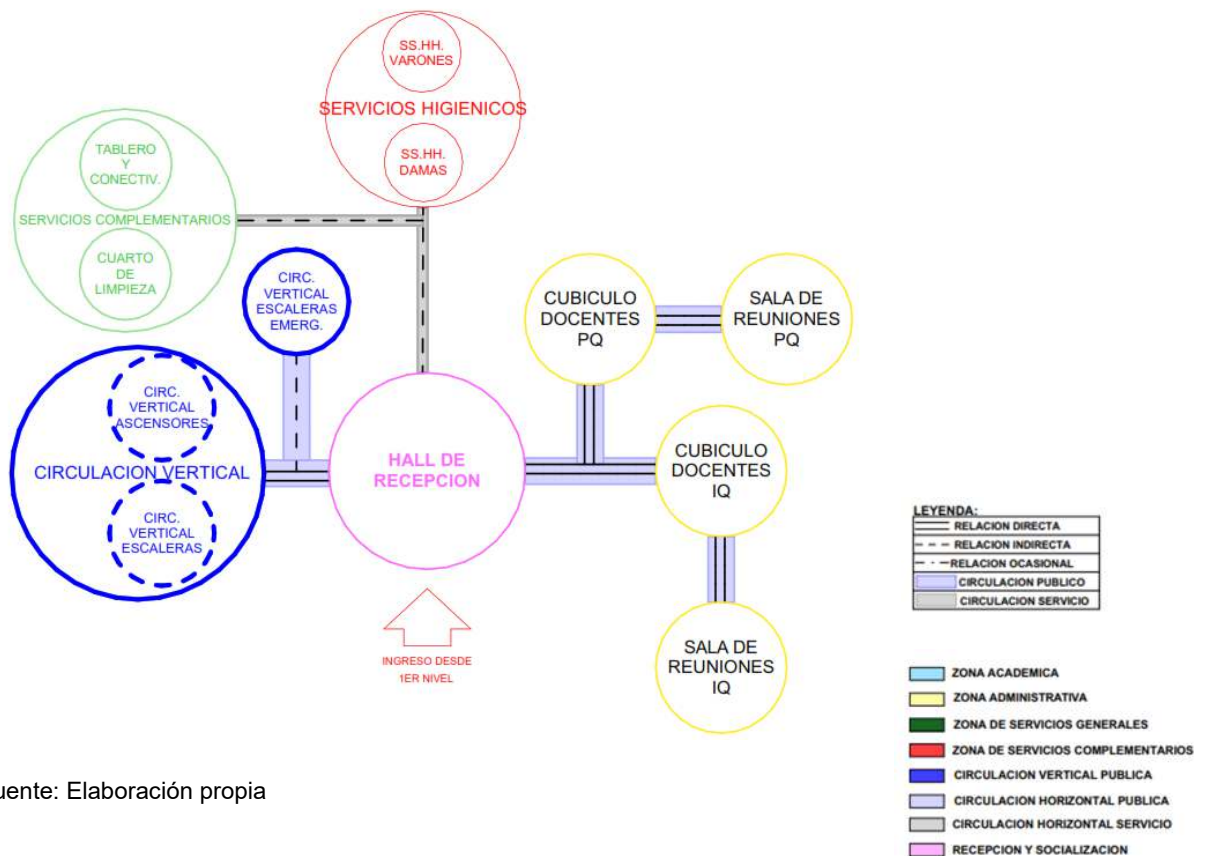 SS.HH.
VARONES
SERVICIOS HIGIENICOS
SS.HH.
DAMAS
TABLERO
Y
CONECTIV.
SERVICIOS COMPLEMENTARIOS
CUARTO
DE
LIMPIEZA
CIRC.
VERTICAL
ESCALERAS
EMERG.
CUBICULO
DOCENTES
PQ
SALA DE
REUNIONES
PQ
CIRC.
VERTICAL
ASCENSORES
CIRCULACION VERTICAL
CIRC.
VERTICAL
ESCALERAS
HALL DE
RECEPCION
CUBICULO
DOCENTES
IQ
SALA DE
REUNIONES
IQ
INGRESO DESDE
1ER NIVEL
LEYENDA:
RELACION DIRECTA
RELACION INDIRECTA
RELACION OCASIONAL
CIRCULACION PUBLICO
CIRCULACION SERVICIO
ZONA ACADEMICA
ZONA ADMINISTRATIVA
ZONA DE SERVICIOS GENERALES
ZONA DE SERVICIOS COMPLEMENTARIOS
CIRCULACION VERTICAL PUBLICA
CIRCULACION HORIZONTAL PUBLICA
CIRCULACION HORIZONTAL SERVICIO
RECEPCION Y SOCIALIZACION
uente: Elaboración propia